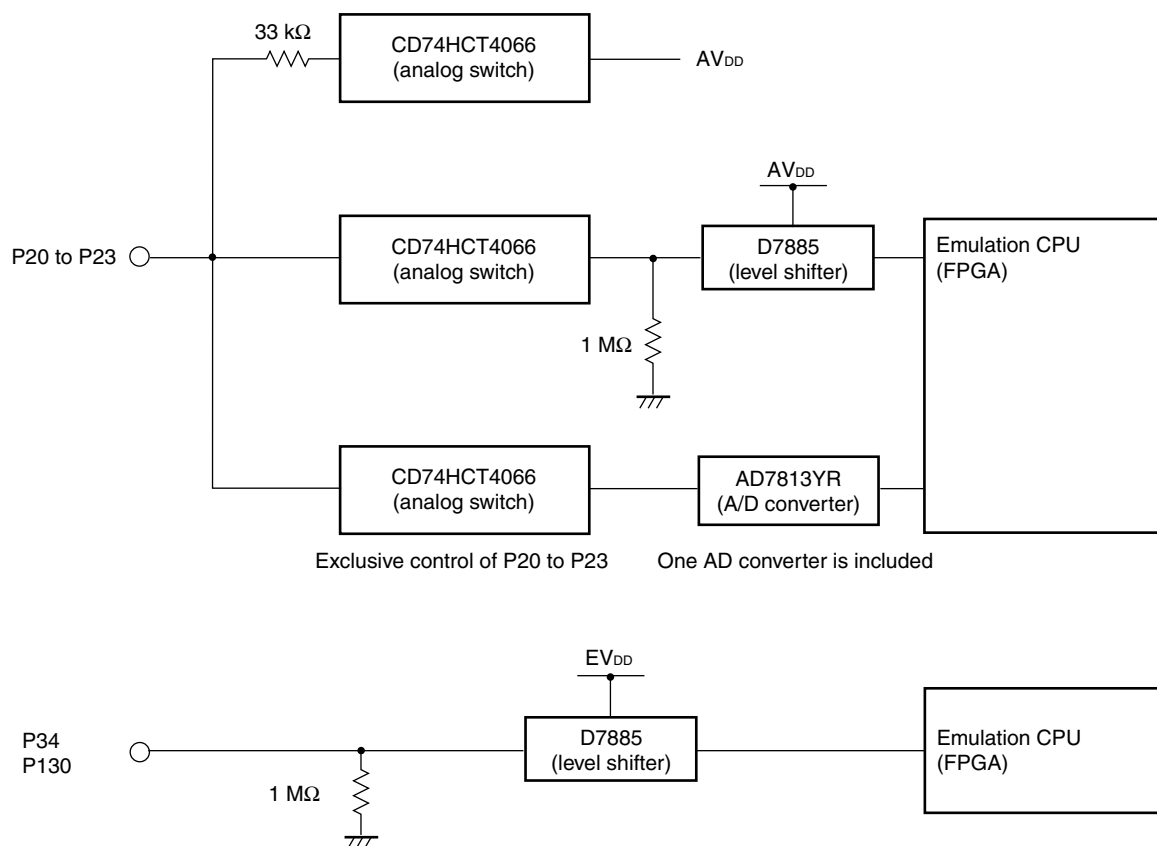 33 kΩ
CD74HCT4066
(analog switch)
AVDD
P20 to P23
CD74HCT4066
(analog switch)
1 MΩ
AVDD
D7885
(level shifter)
Emulation CPU
(FPGA)
CD74HCT4066
(analog switch)
AD7813YR
(A/D converter)
Exclusive control of P20 to P23
One AD converter is included
EVDD
P34
P130
1 MΩ
D7885
(level shifter)
Emulation CPU
(FPGA)